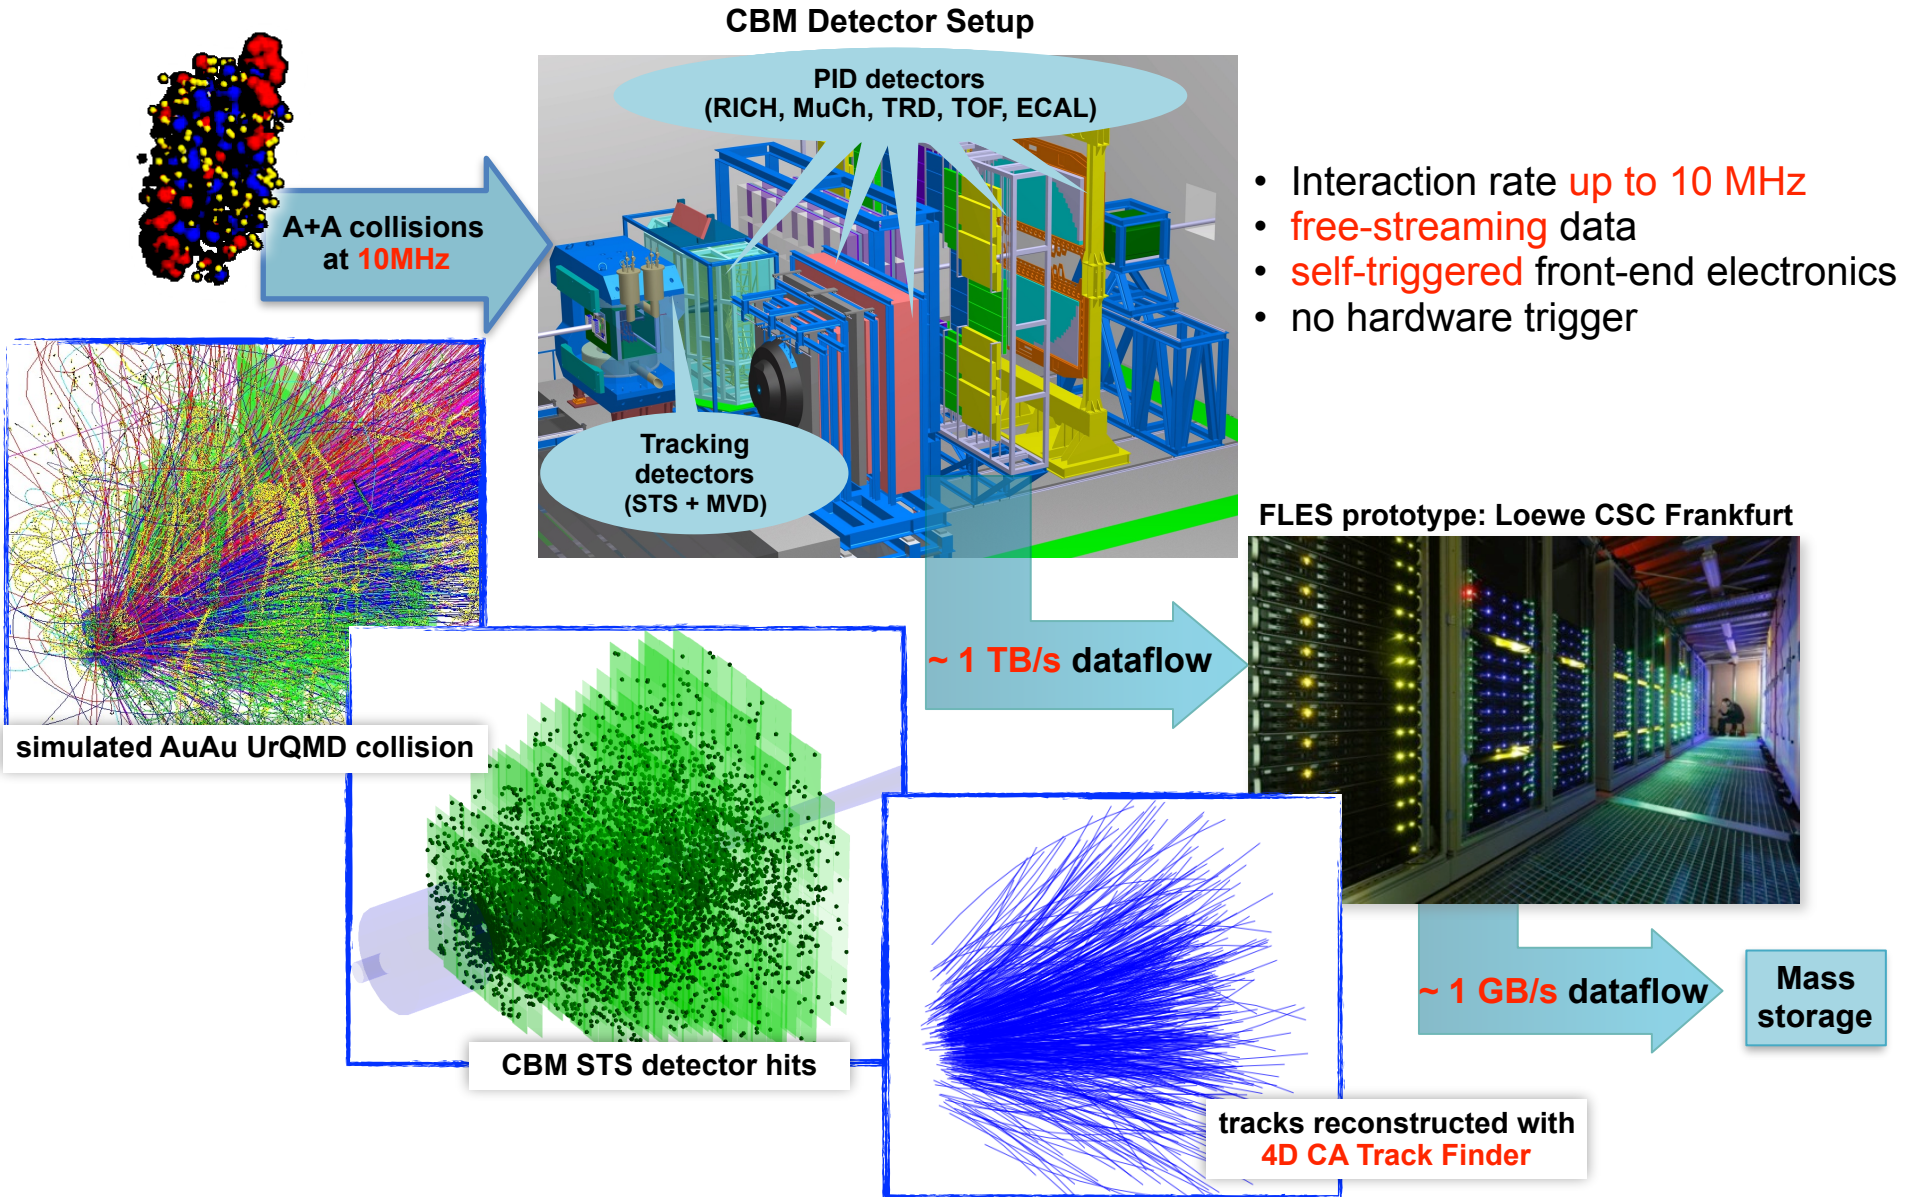 CBM Detector Setup
PID detectors
(RICH, MuCh, TRD, TOF, ECAL)
A+A collisions
at 10MHz
• Interaction rate up to 10 MHz
• free-streaming data
• self-triggered front-end electronics
• no hardware trigger
Tracking
detectors
(STS + MVD)
FLES prototype: Loewe CSC Frankfurt
~ 1 TB/s dataflow
simulated AuAu UrQMD collision
CBM STS detector hits
~ 1 GB/s dataflow
Mass
storage
tracks reconstructed with
4D CA Track Finder